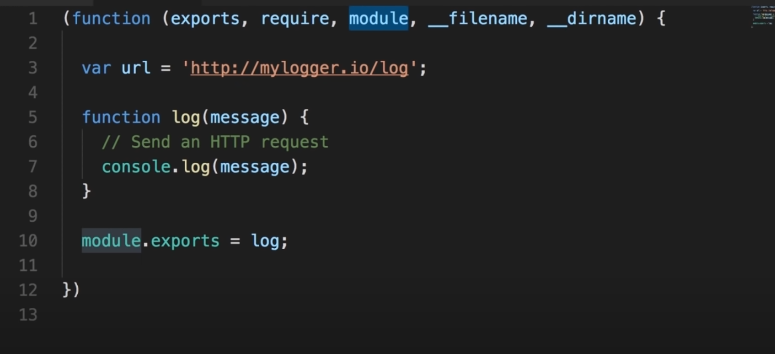 1 (function (exports, require, module, __filename, __dirname) {
2
3 var url = 'http://mylogger.io/log';
4
5 function log(message) {
6 // Send an HTTP request
7 console.log(message);
8 }
9
10 module.exports = log;
11
12 })
13